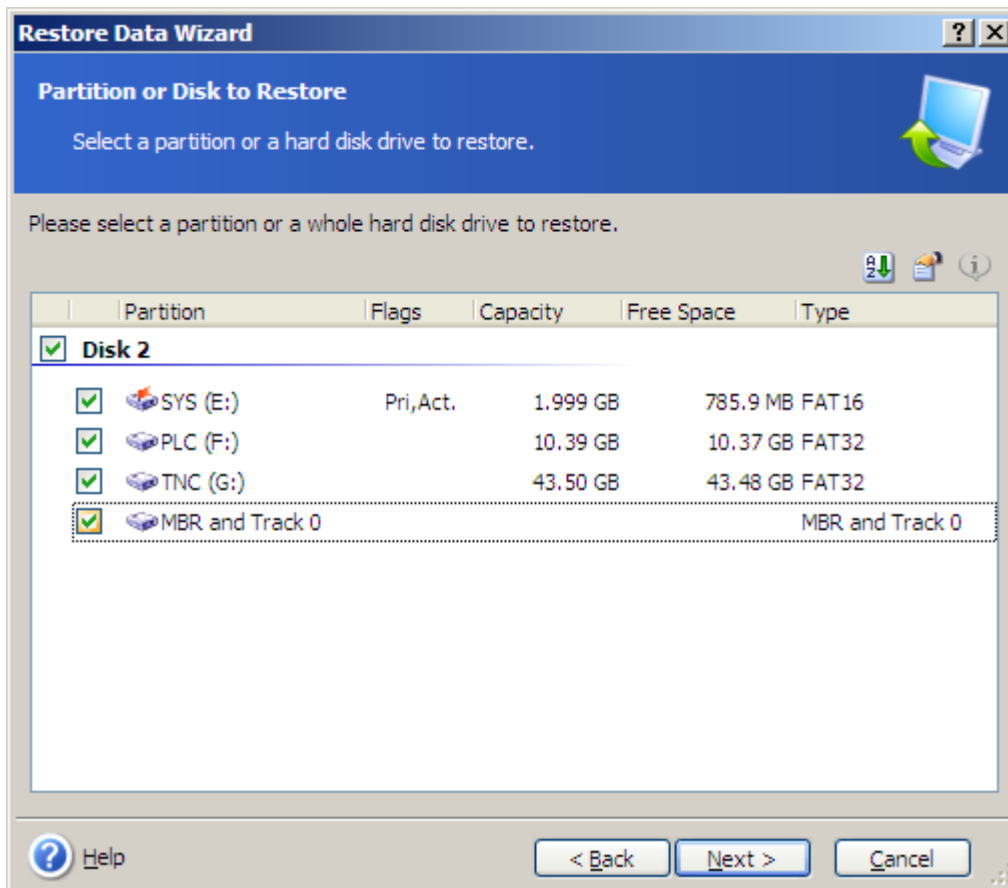 Restore Data Wizard
Partition or Disk to Restore
Select a partition or a hard disk drive to restore.
Please select a partition or a whole hard disk drive to restore.
Partition Flags Capacity Free Space Type
Disk 2
SYS (E:) Pri,Act. 1.999 GB 785.9 MB FAT16
PLC (F:) 10.39 GB 10.37 GB FAT32
TNC (G:) 43.50 GB 43.48 GB FAT32
MBR and Track 0 MBR and Track 0
Help < Back Next > Cancel